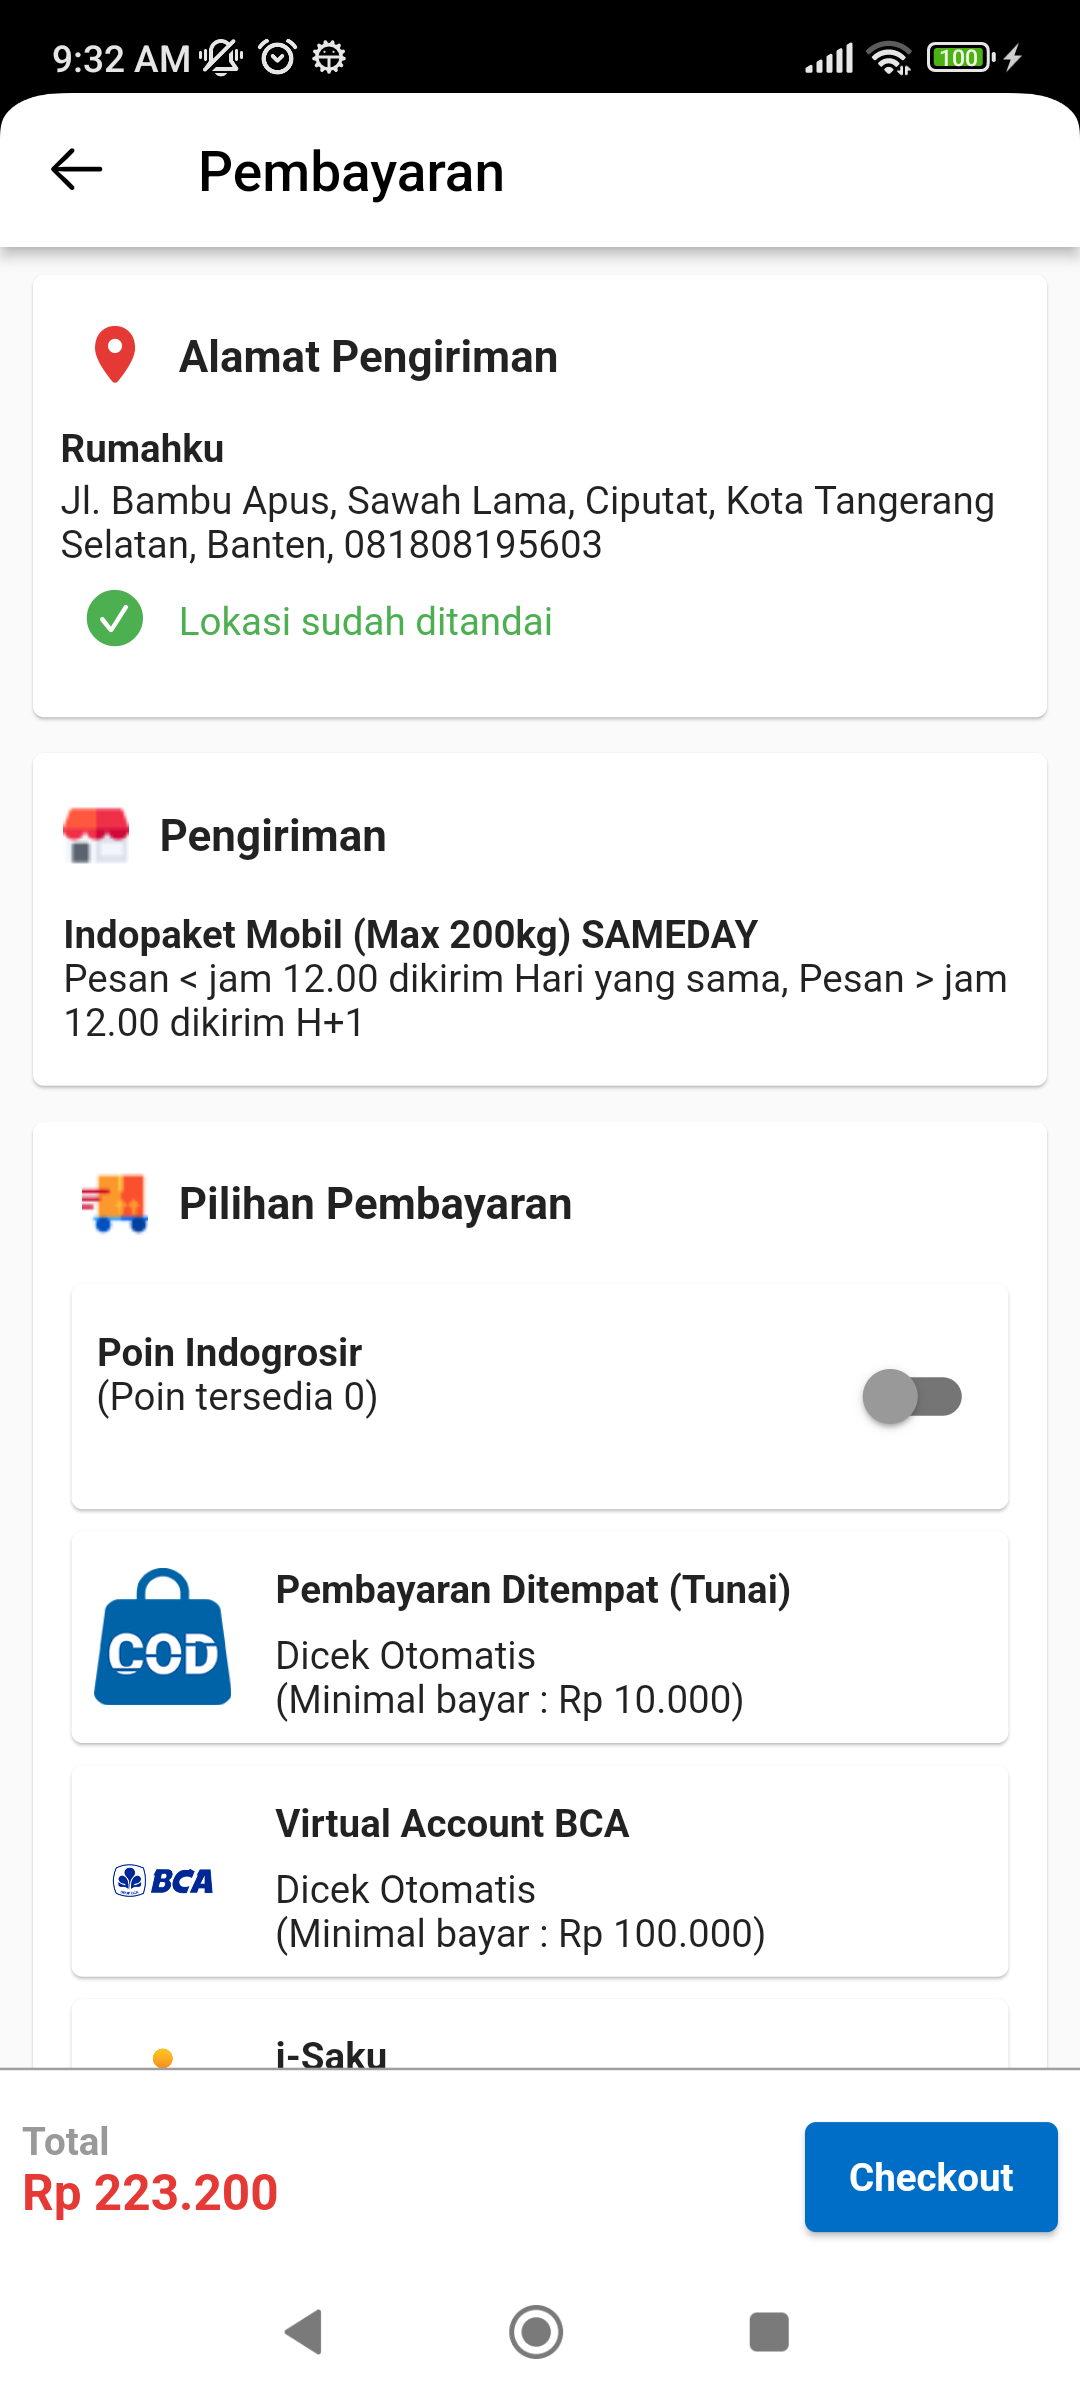 9:32 AM
100
Pembayaran
Alamat Pengiriman
Rumahku
Jl. Bambu Apus, Sawah Lama, Ciputat, Kota Tangerang
Selatan, Banten, 081808195603
Lokasi sudah ditandai
Pengiriman
Indopaket Mobil (Max 200kg) SAMEDAY
Pesan < jam 12.00 dikirim Hari yang sama, Pesan > jam
12.00 dikirim H+1
Pilihan Pembayaran
Poin Indogrosir
(Poin tersedia 0)
COD
Pembayaran Ditempat (Tunai)
Dicek Otomatis
(Minimal bayar : Rp 10.000)
BCA
Virtual Account BCA
Dicek Otomatis
(Minimal bayar : Rp 100.000)
i-Saku
Total
Rp 223.200
Checkout